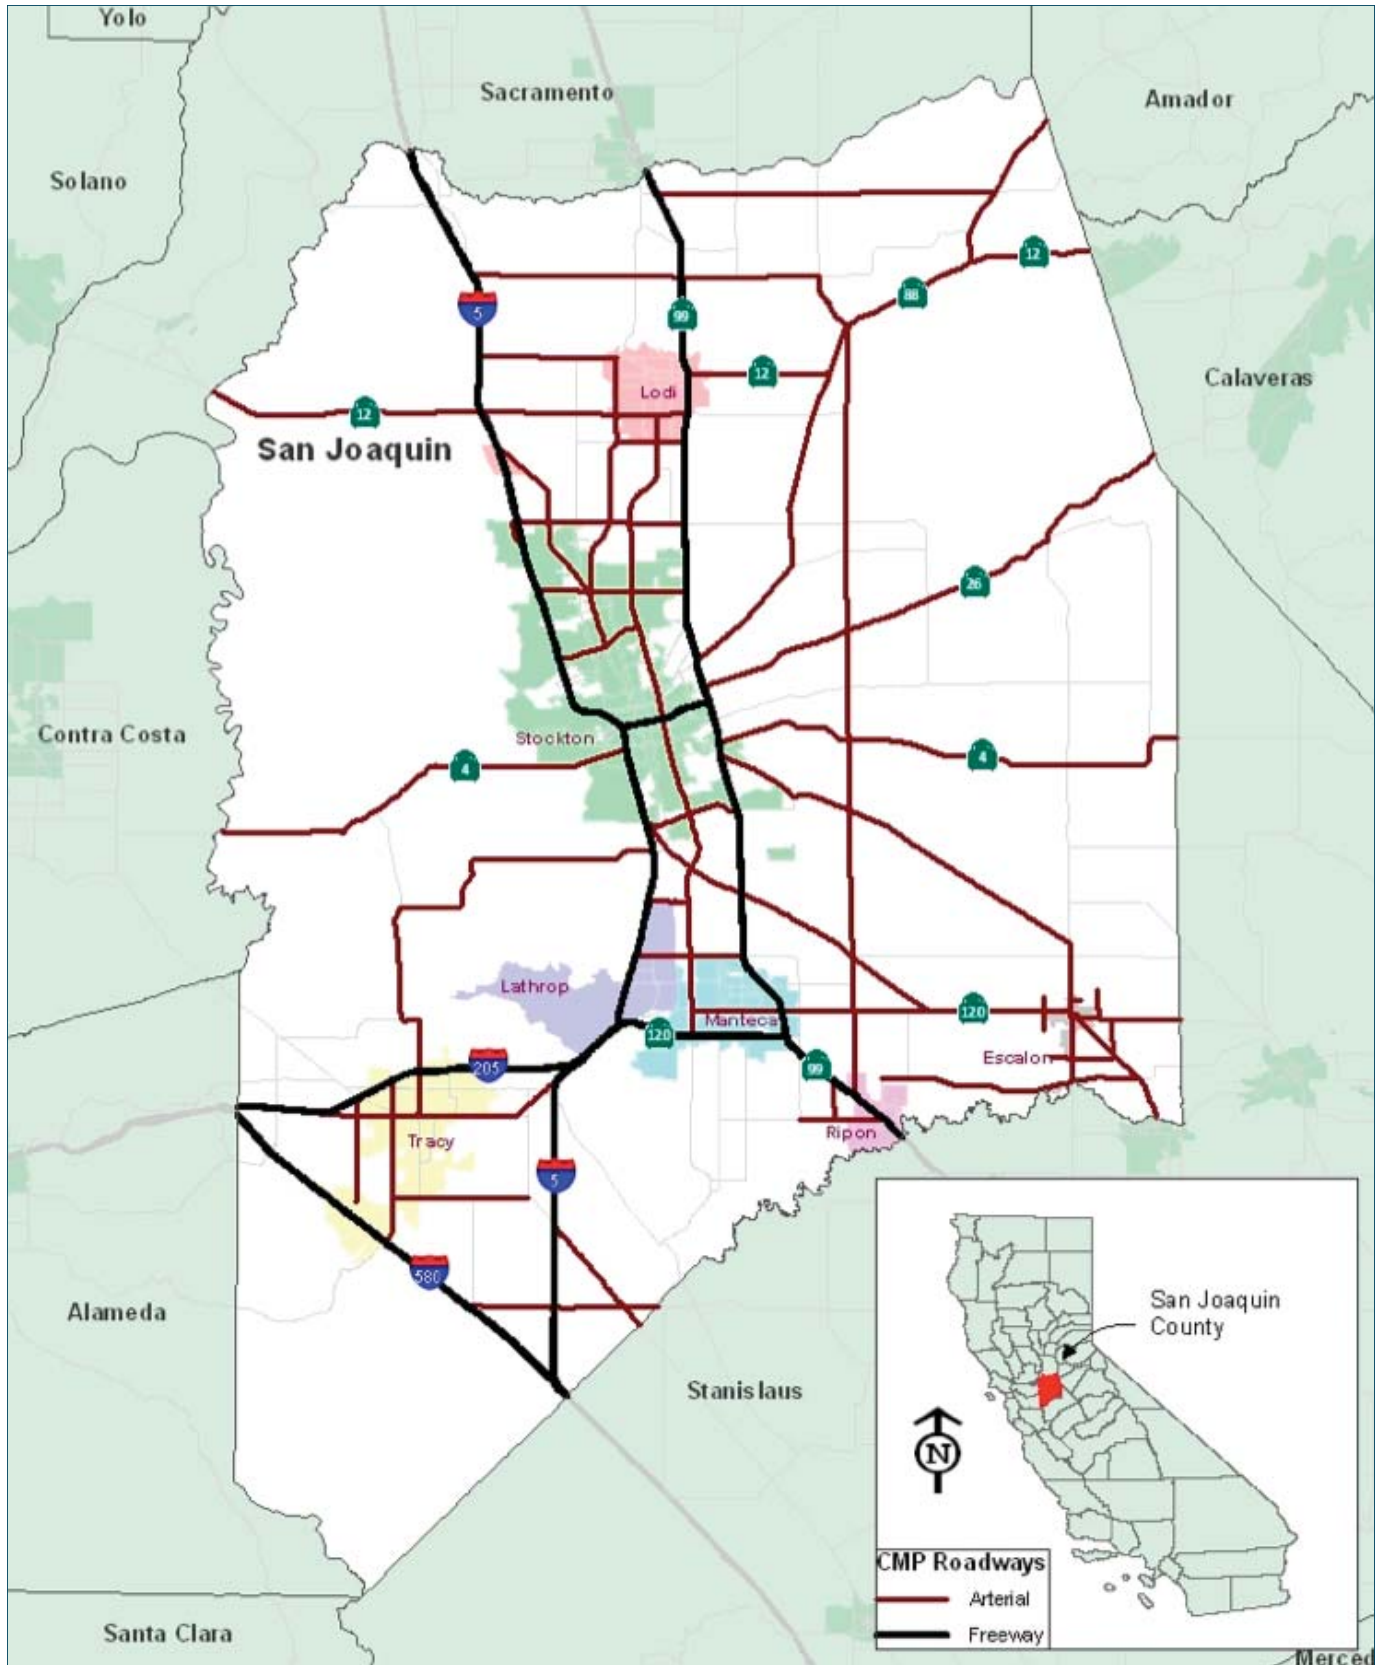 Yolo
Sacramento
Amador
Solano
12
88
5
99
12
Calaveras
Lodi
12
San Joaquin
26
Contra Costa
Stockton
4
4
Lathrop
120
Manteca
120
Escalon
205
99
Ripon
Tracy
5
580
Alameda
San Joaquin
County
Stanislaus
N
CMP Roadways
Arterial
Freeway
Santa Clara
Merced